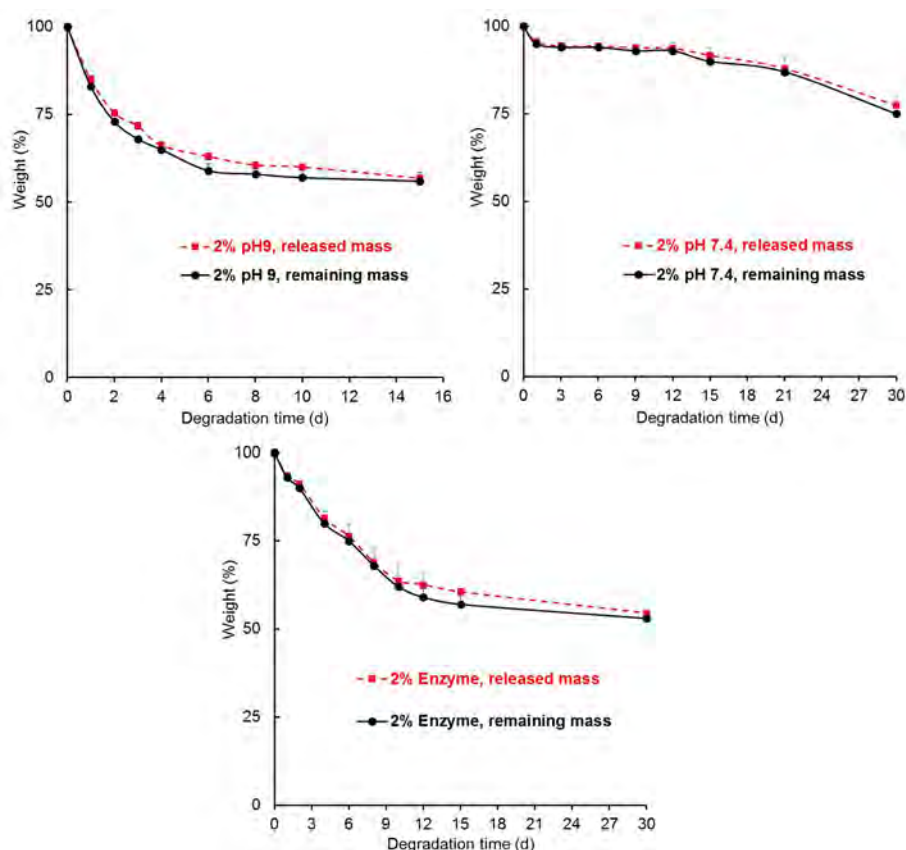 100
75
50
25
0
Weight (%)
2% pH9, released mass
2% pH 9, remaining mass
0 2 4 6 8 10 12 14 16
Degradation time (d)
100
75
50
25
0
Weight (%)
2% pH 7.4, released mass
2% pH 7.4, remaining mass
0 3 6 9 12 15 18 21 24 27 30
Degradation time (d)
100
75
50
25
0
Weight (%)
2% Enzyme, released mass
2% Enzyme, remaining mass
0 3 6 9 12 15 18 21 24 27 30
Degradation time (d)